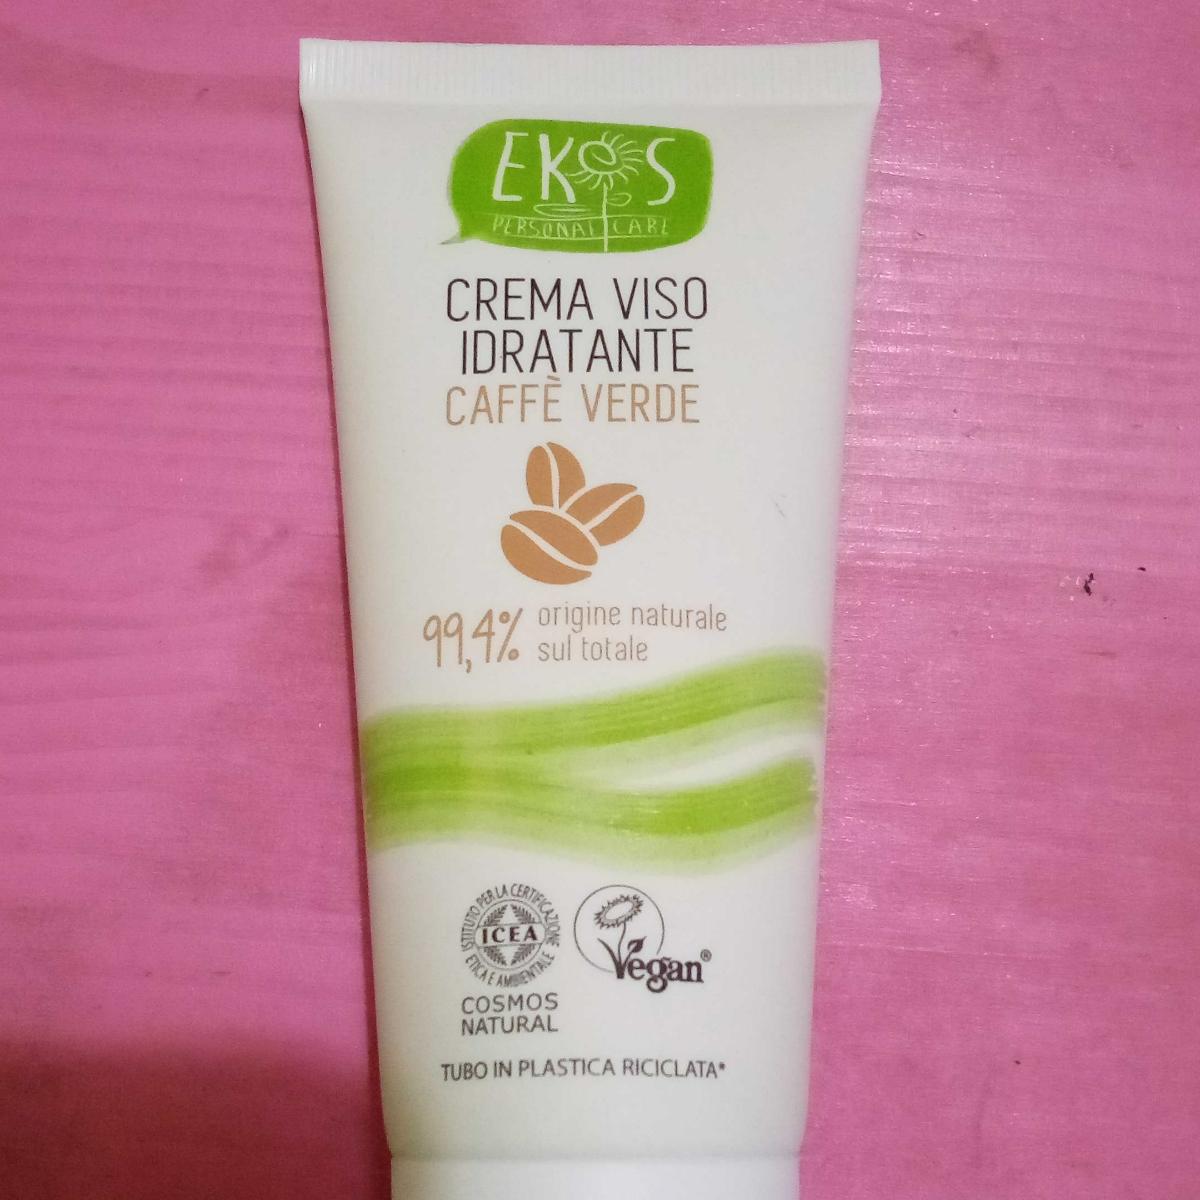 EKOS
PERSONAL CARE
CREMA VISO
IDRATANTE
CAFFÈ VERDE
99,4% origine naturale
sul totale
ISTITUTO PER LA CERTIFICAZIONE
ETICA E AMBIENTALE
ICEA
COSMOS
NATURAL
Vegan®
TUBO IN PLASTICA RICICLATA*